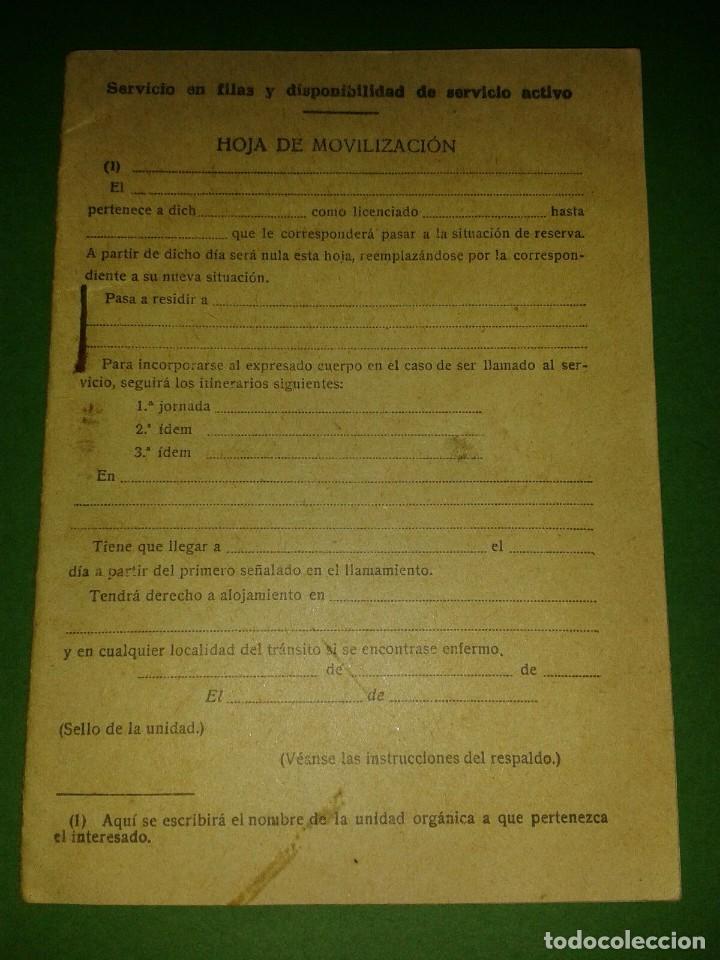 Servicio en filas y disponibilidad de servicio activo
HOJA DE MOVILIZACIÓN
(1)
El
pertenece a dich como licenciado hasta
que le corresponderá pasar a la situación de reserva.
A partir de dicho día será nula esta hoja, reemplazándose por la correspon-
diente a su nueva situación.
Pasa a residir a
Para incorporarse al expresado cuerpo en el caso de ser llamado al ser-
vicio, seguirá los itinerarios siguientes:
1.ª jornada
2.ª ídem
3.ª ídem
En
Tiene que llegar a el
día a partir del primero señalado en el llamamiento.
Tendrá derecho a alojamiento en
y en cualquier localidad del tránsito si se encontrase enfermo.
de de
El de
(Sello de la unidad.)
(Véanse las instrucciones del respaldo.)
(1) Aquí se escribirá el nombre de la unidad orgánica a que pertenezca
el interesado.
todocoleccion
todocoleccion.net